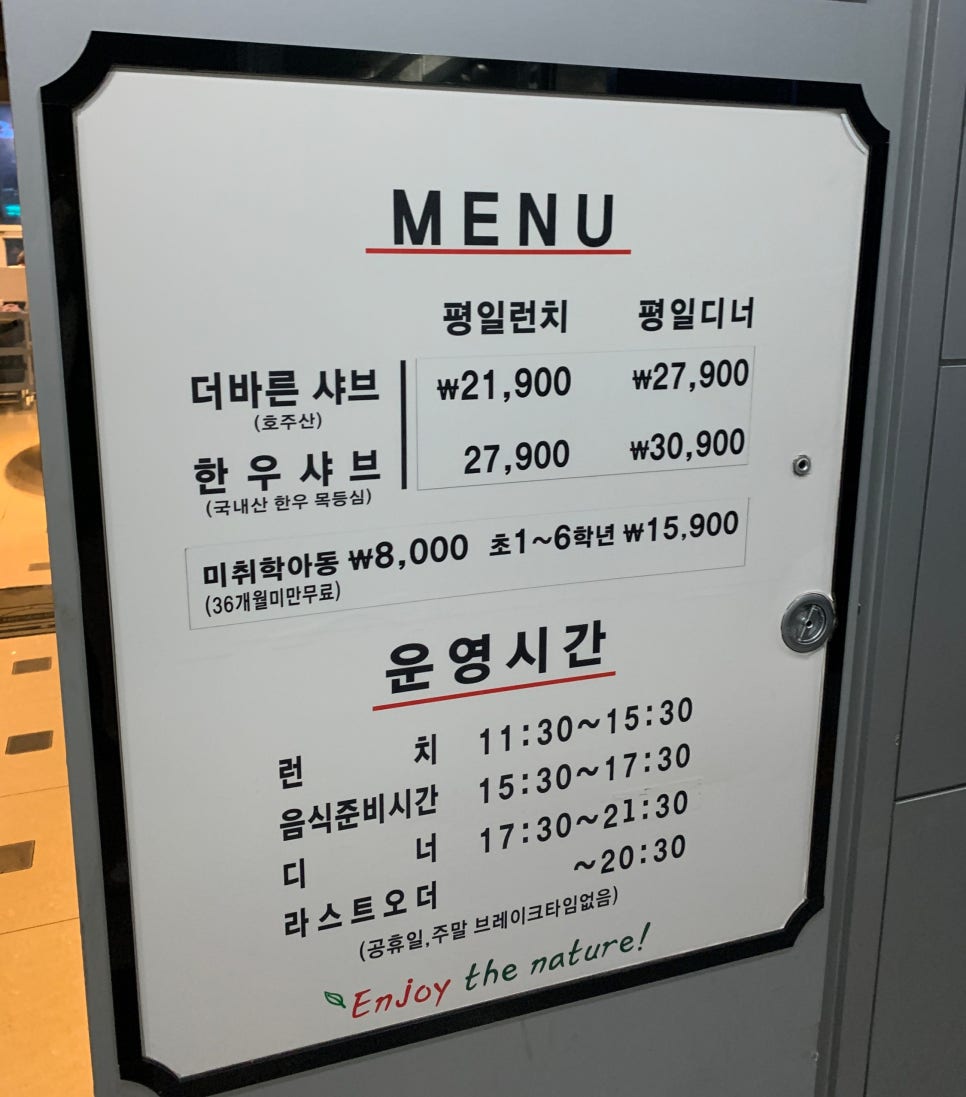 MENU
평일런치 평일디너
더바른 샤브 ₩21,900 ₩27,900
(호주산)
한우샤브 27,900 ₩30,900
(국내산 한우 목등심)
미취학아동 ₩8,000 초1~6학년 ₩15,900
(36개월미만무료)
운영시간
런치 11:30~15:30
음식준비시간 15:30~17:30
디너 17:30~21:30
라스트오더 ~20:30
(공휴일,주말 브레이크타임없음)
Enjoy the nature!